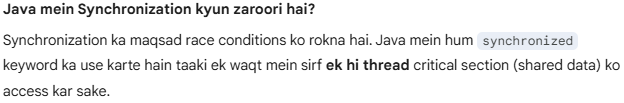 Java mein Synchronization kyun zaroori hai?
Synchronization ka maqsad race conditions ko rokna hai. Java mein hum synchronized
keyword ka use karte hain taaki ek waqt mein sirf ek hi thread critical section (shared data) ko
access kar sake.